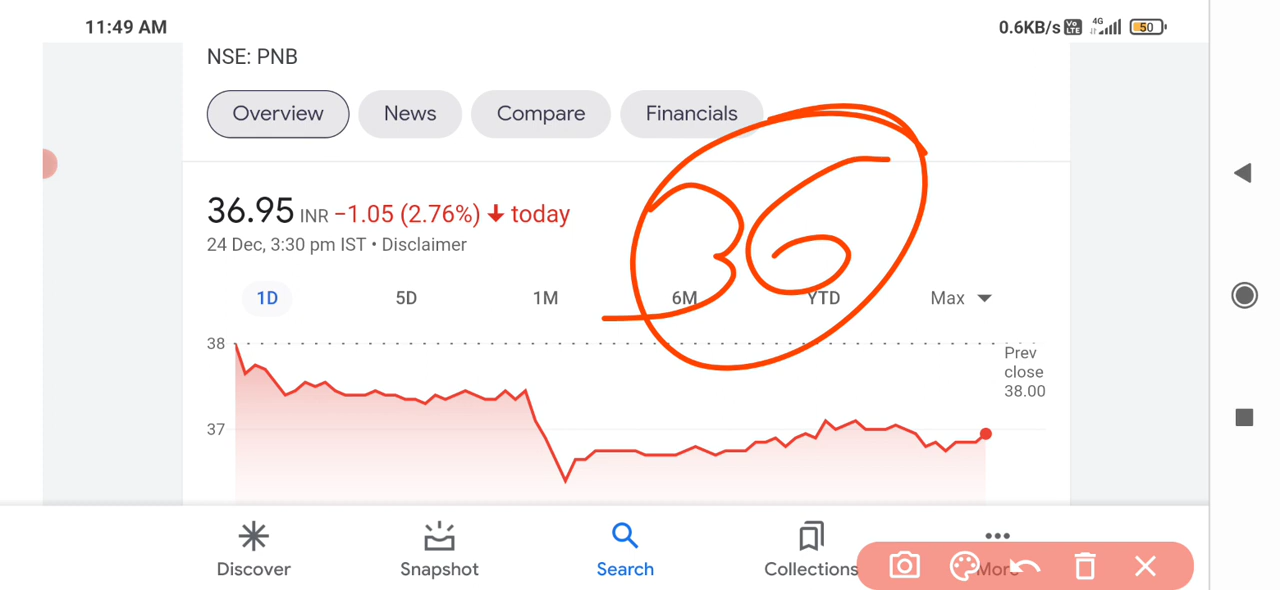 11:49 AM 0.6KB/s Vo LTE 4G 50
NSE: PNB
Overview News Compare Financials
36
36.95 INR −1.05 (2.76%) ↓ today
24 Dec, 3:30 pm IST • Disclaimer
1D 5D 1M 6M YTD Max
38
Prev
close
38.00
37
Discover Snapshot Search Collections More